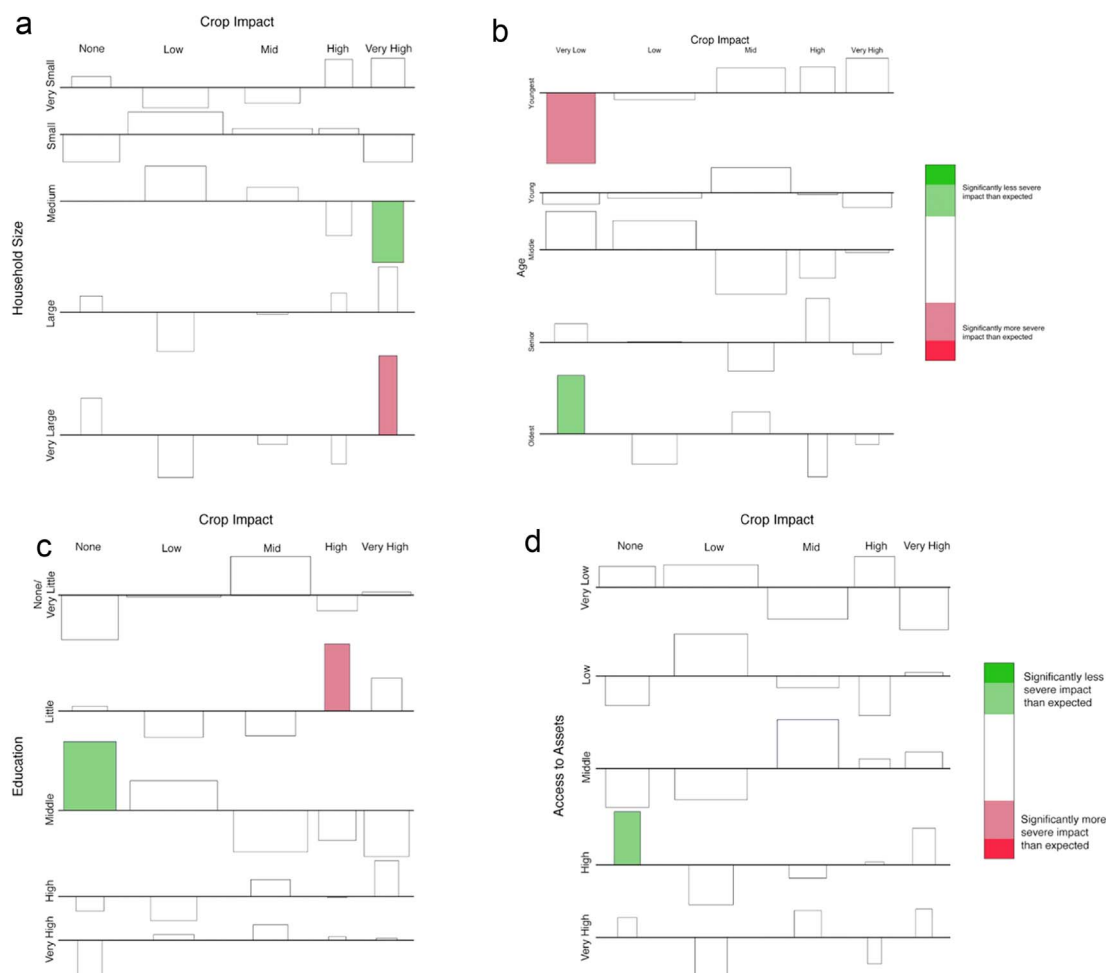 a
Crop Impact
None Low Mid High Very High
Household Size
Very Small
Small
Medium
Large
Very Large
b
Crop Impact
Very Low Low Mid High Very High
Age
Youngest
Young
Middle
Senior
Oldest
Significantly less severe
impact than expected
Significantly more severe
impact than expected
c
Crop Impact
None Low Mid High Very High
Education
None/
Very Little
Little
Middle
High
Very High
d
Crop Impact
None Low Mid High Very High
Access to Assets
Very Low
Low
Middle
High
Very High
Significantly less
severe impact
than expected
Significantly more
severe impact
than expected